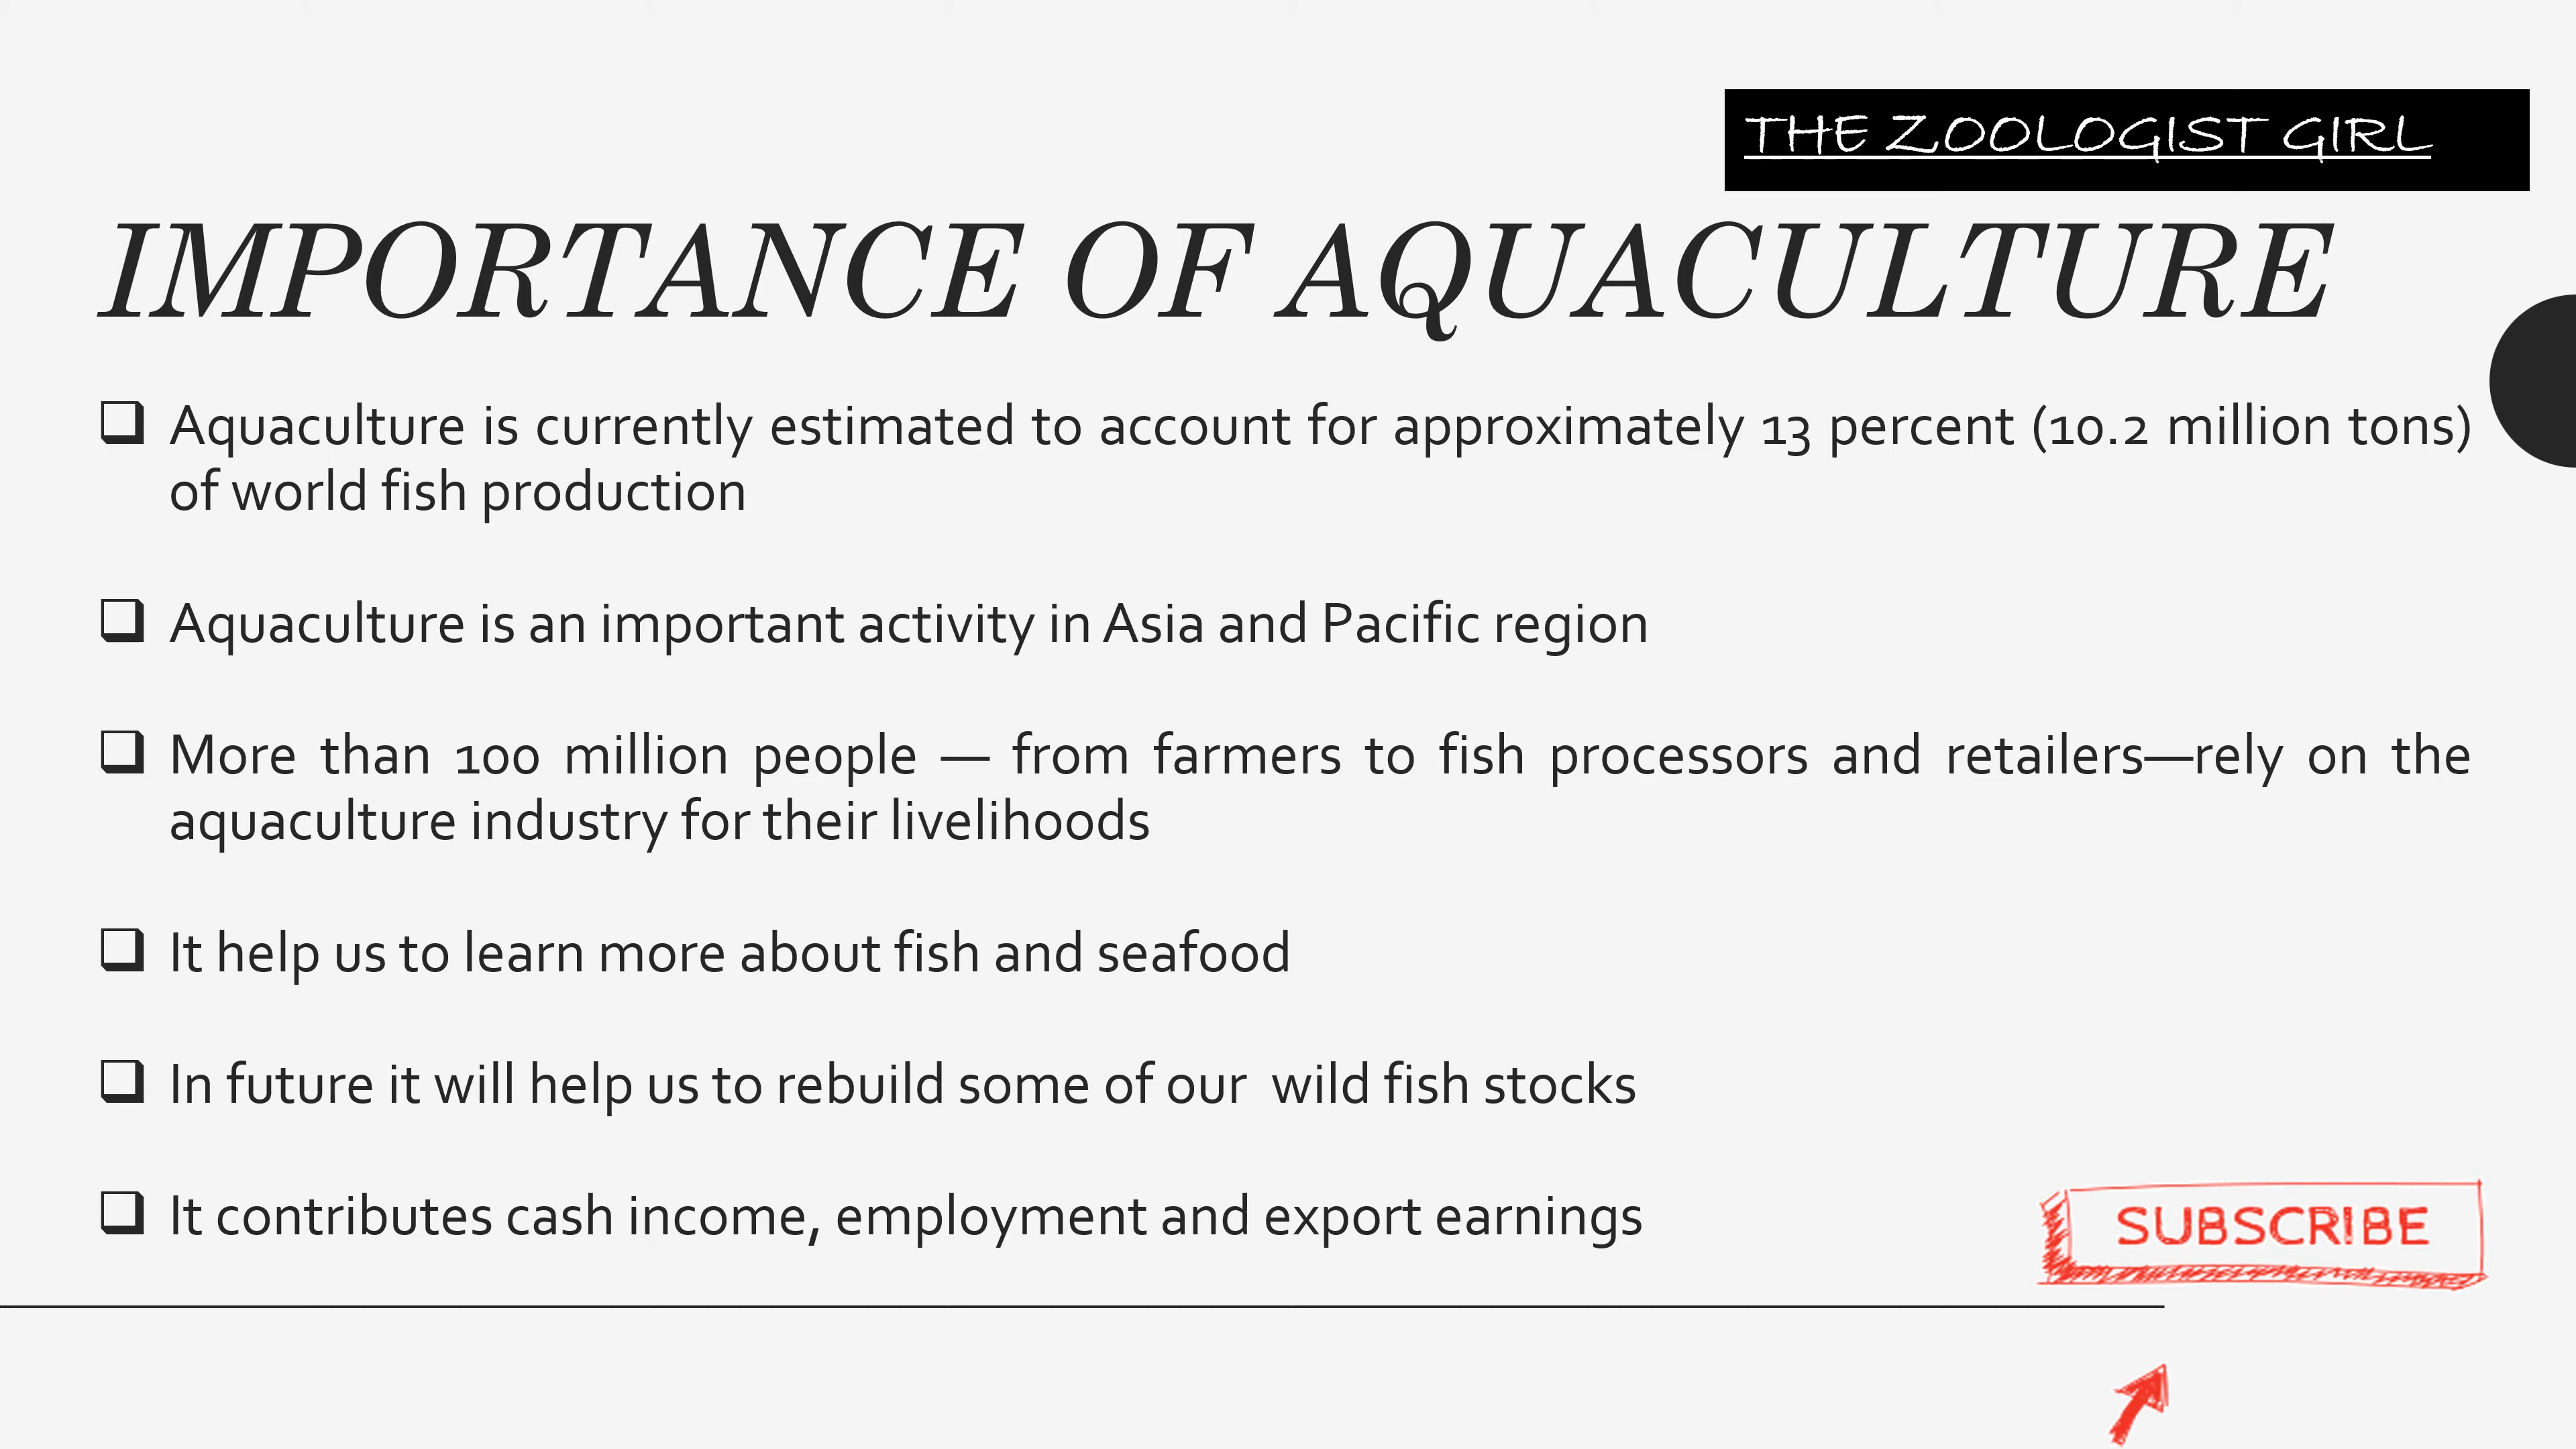 THE ZOOLOGIST GIRL
IMPORTANCE OF AQUACULTURE
❑ Aquaculture is currently estimated to account for approximately 13 percent (10.2 million tons)
of world fish production
❑ Aquaculture is an important activity in Asia and Pacific region
❑ More than 100 million people — from farmers to fish processors and retailers—rely on the
aquaculture industry for their livelihoods
❑ It help us to learn more about fish and seafood
❑ In future it will help us to rebuild some of our  wild fish stocks
❑ It contributes cash income, employment and export earnings
SUBSCRIBE